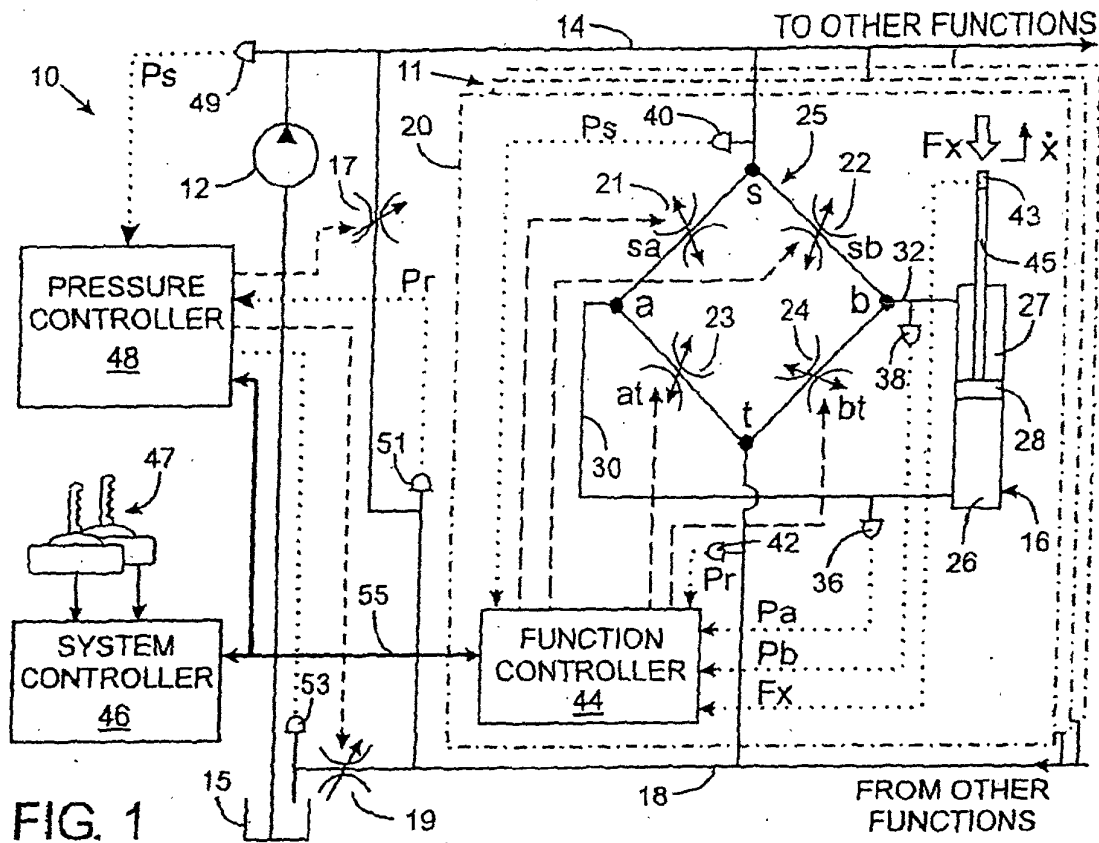 TO OTHER FUNCTIONS
14
10
Ps
49
11
20
Ps
40
25
Fx
ẋ
12
17
21
22
s
43
sa
sb
32
45
Pr
PRESSURE
CONTROLLER
48
a
b
27
23
24
38
at
t
bt
28
30
51
47
42
Pr
36
26
16
55
Pa
SYSTEM
CONTROLLER
46
FUNCTION
CONTROLLER
44
Pb
Fx
53
15
19
18
FROM OTHER
FUNCTIONS
FIG. 1